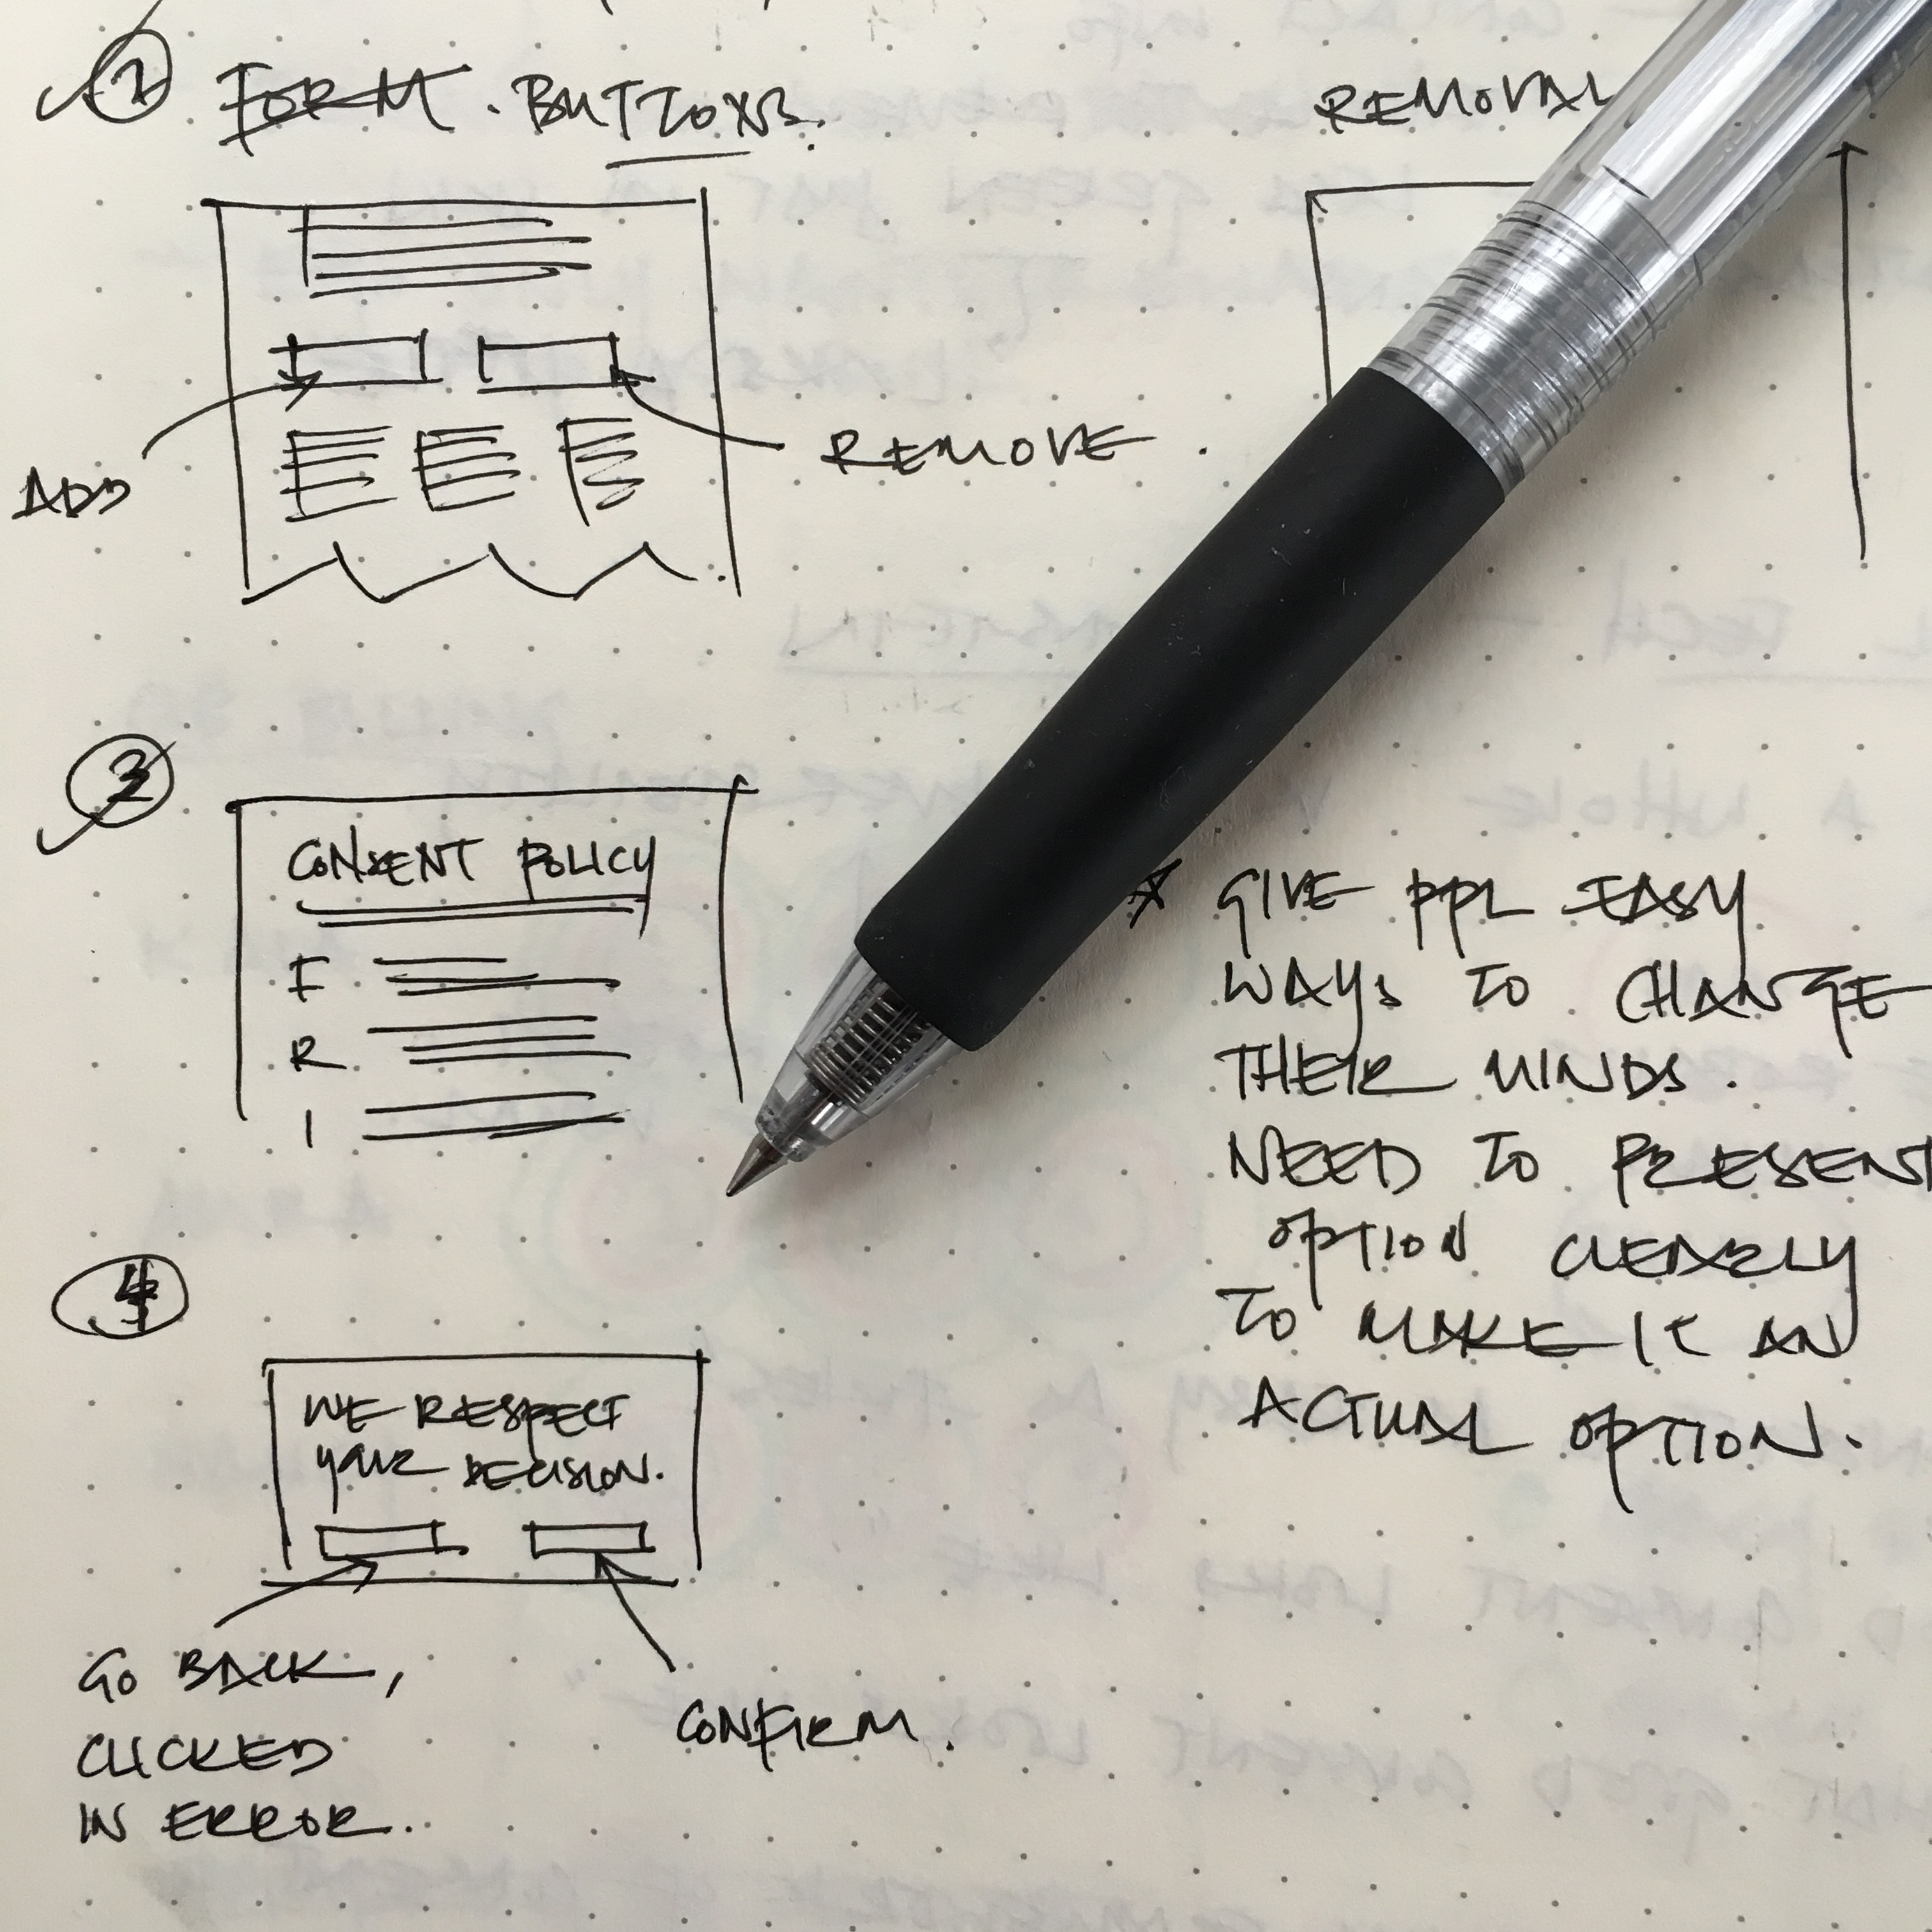 2 FORM. BUTTONS.
REMOVAL
ADD
REMOVE.
3
CONSENT POLICY
F
R
I
* GIVE PPL EASY
WAYS TO CHANGE
THEIR MINDS.
NEED TO PRESENT
OPTION CLEARLY
TO MAKE IT AN
ACTUAL OPTION.
4
WE RESPECT
YOUR DECISION.
GO BACK,
CLICKED
IN ERROR..
CONFIRM.